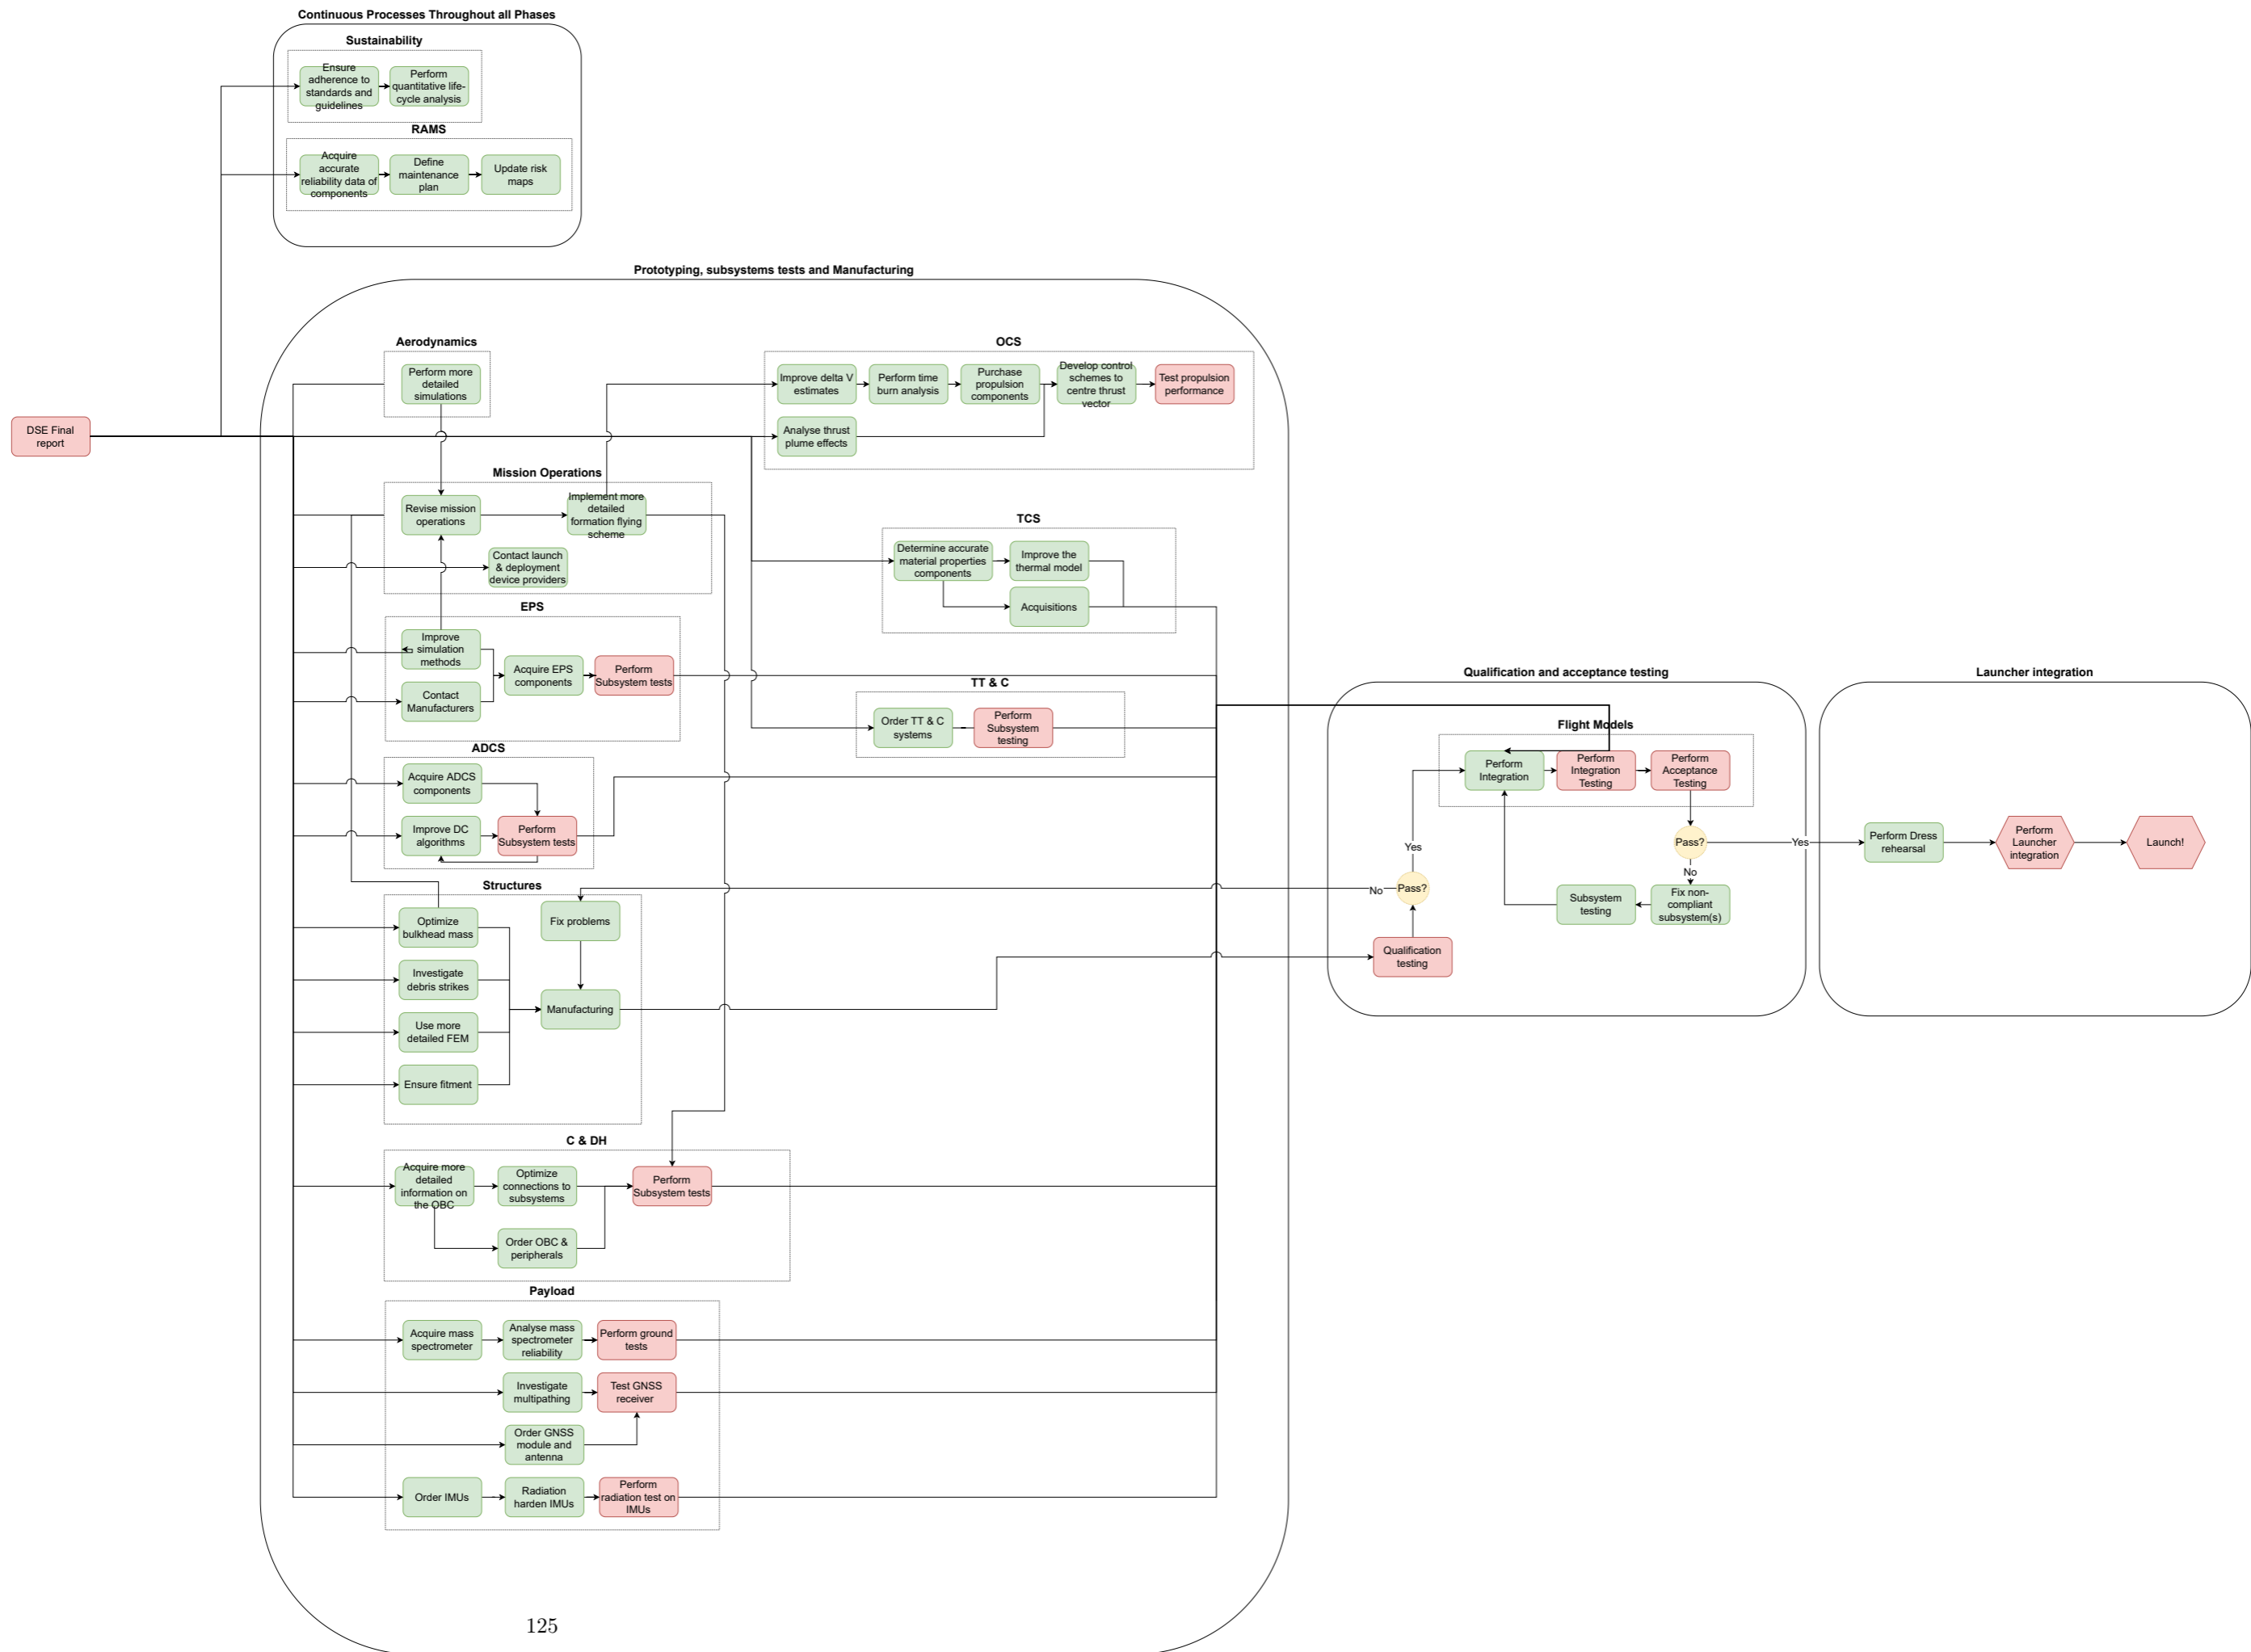 Continuous Processes Throughout all Phases
Sustainability
Ensure
adherence to
standards and
guidelines
Perform
quantitative life-
cycle analysis
RAMS
Acquire
accurate
reliability data of
components
Define
maintenance
plan
Update risk
maps
DSE Final
report
Prototyping, subsystems tests and Manufacturing
Aerodynamics
Perform more
detailed
simulations
OCS
Improve delta V
estimates
Perform time
burn analysis
Purchase
propulsion
components
Develop control
schemes to
centre thrust
vector
Test propulsion
performance
Analyse thrust
plume effects
Mission Operations
Revise mission
operations
Implement more
detailed
formation flying
scheme
Contact launch
& deployment
device providers
TCS
Determine accurate
material properties
components
Improve the
thermal model
Acquisitions
EPS
Improve
simulation
methods
Contact
Manufacturers
Acquire EPS
components
Perform
Subsystem tests
TT & C
Order TT & C
systems
Perform
Subsystem
testing
ADCS
Acquire ADCS
components
Improve DC
algorithms
Perform
Subsystem tests
Structures
Optimize
bulkhead mass
Investigate
debris strikes
Use more
detailed FEM
Ensure fitment
Fix problems
Manufacturing
C & DH
Acquire more
detailed
information on
the OBC
Optimize
connections to
subsystems
Perform
Subsystem tests
Order OBC &
peripherals
Payload
Acquire mass
spectrometer
Analyse mass
spectrometer
reliability
Perform ground
tests
Investigate
multipathing
Test GNSS
receiver
Order GNSS
module and
antenna
Order IMUs
Radiation
harden IMUs
Perform
radiation test on
IMUs
Qualification and acceptance testing
Flight Models
Perform
Integration
Perform
Integration
Testing
Perform
Acceptance
Testing
Pass?
Yes
No
Fix non-
compliant
subsystem(s)
Subsystem
testing
Yes
Pass?
No
Qualification
testing
Launcher integration
Perform Dress
rehearsal
Perform
Launcher
integration
Launch!
125